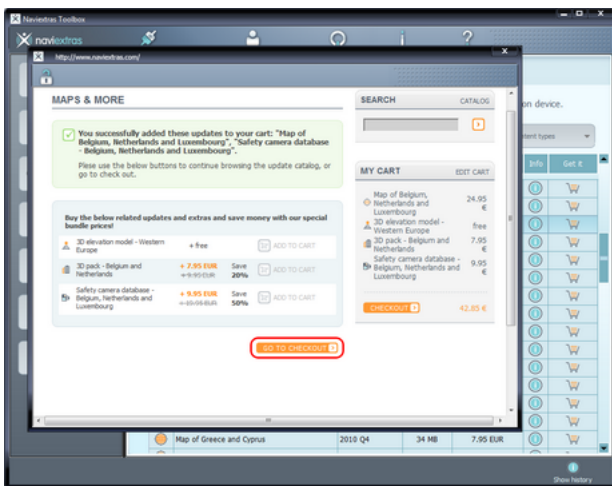 Naviextras Toolbox
naviextras
?
http://www.naviextras.com/
MAPS & MORE
You successfully added these updates to your cart: "Map of
Belgium, Netherlands and Luxembourg", "Safety camera database
- Belgium, Netherlands and Luxembourg".
Plese use the below buttons to continue browsing the update catalog, or
go to check out.
Buy the below related updates and extras and save money with our special
bundle prices!
3D elevation model - Western
Europe
+ free
ADD TO CART
3D pack - Belgium and
Netherlands
+ 7.95 EUR
+ 9.95 EUR
Save
20%
ADD TO CART
Safety camera database -
Belgium, Netherlands and
Luxembourg
+ 9.95 EUR
+ 19.95 EUR
Save
50%
ADD TO CART
GO TO CHECKOUT
SEARCH
CATALOG
MY CART
EDIT CART
Map of Belgium,
Netherlands and
Luxembourg
24.95
€
3D elevation model -
Western Europe
free
3D pack - Belgium and
Netherlands
7.95
€
Safety camera database -
Belgium, Netherlands and
Luxembourg
9.95
€
CHECKOUT
42.85 €
on device.
tent types
Info
Get it
Map of Greece and Cyprus
2010 Q4
34 MB
7.95 EUR
Show history